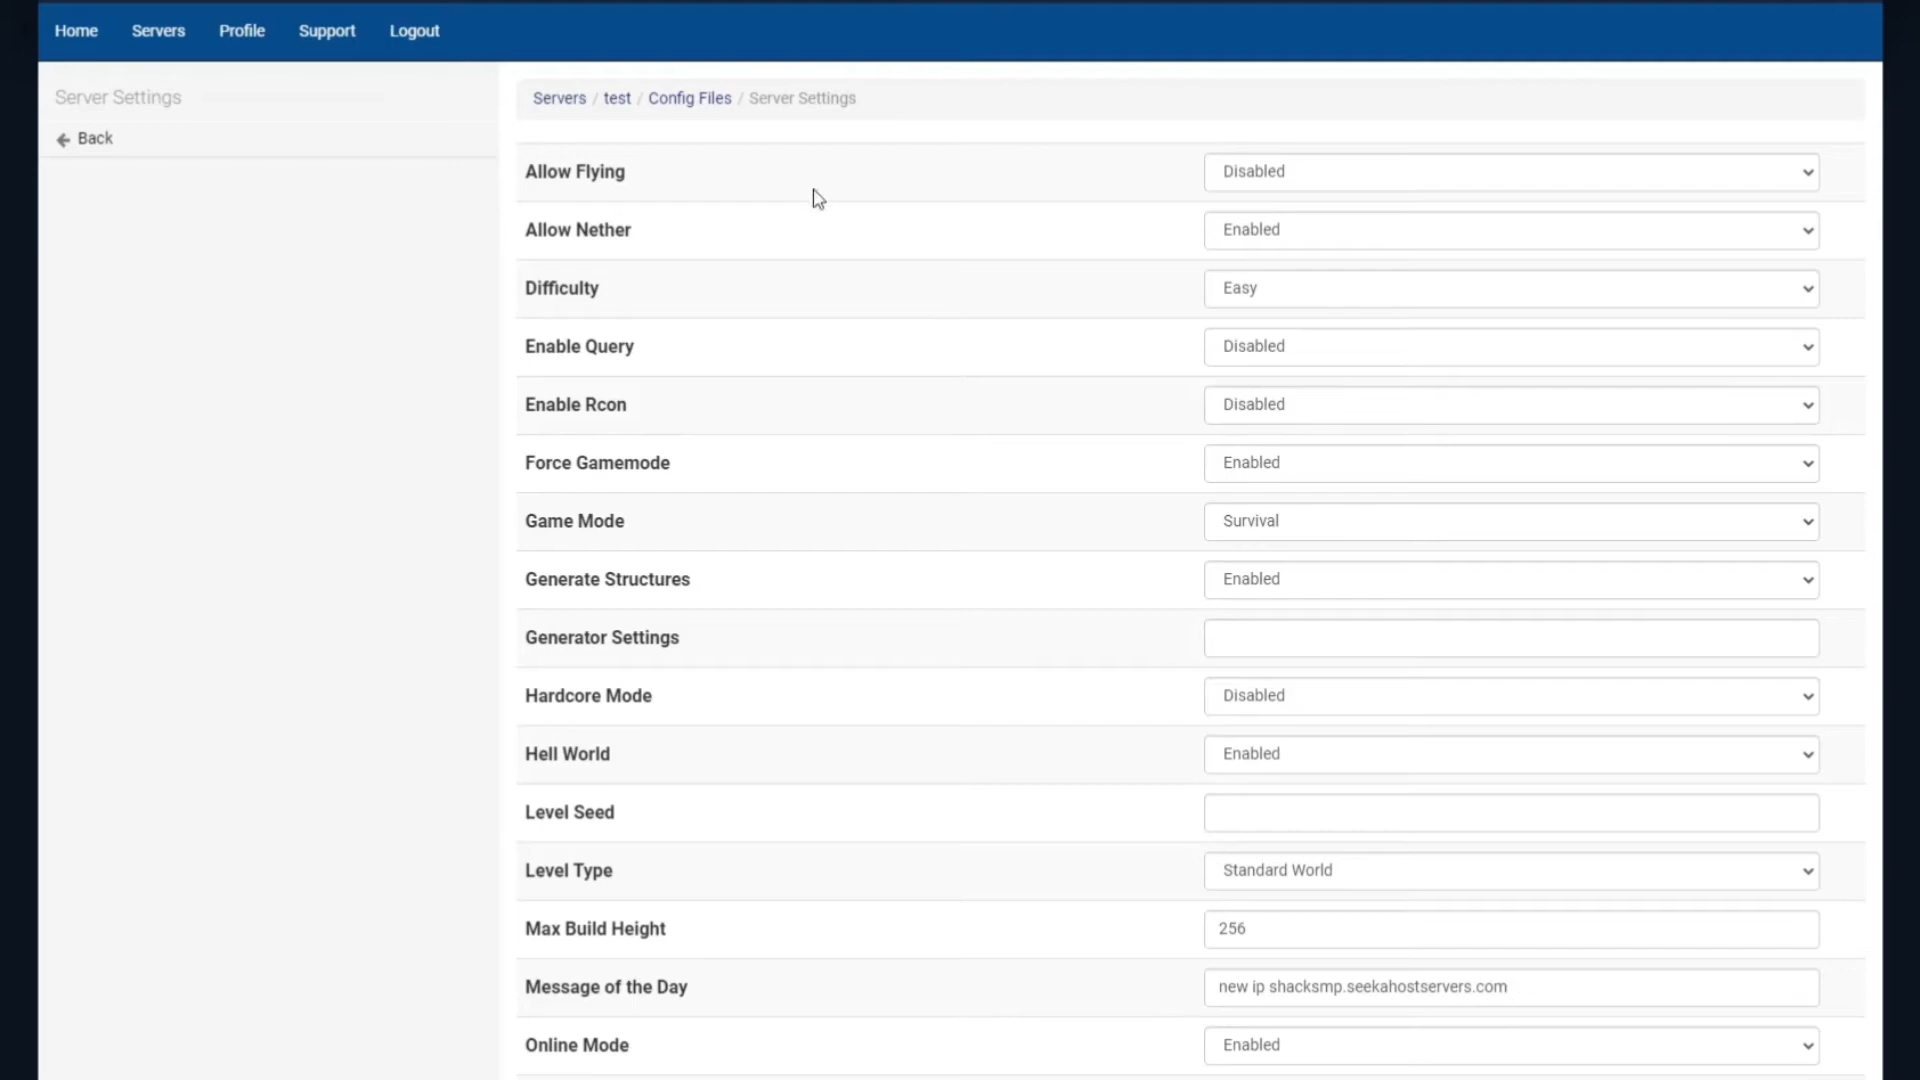 Home Servers Profile Support Logout
Server Settings
Back
Servers / test / Config Files / Server Settings
Allow Flying Disabled
Allow Nether Enabled
Difficulty Easy
Enable Query Disabled
Enable Rcon Disabled
Force Gamemode Enabled
Game Mode Survival
Generate Structures Enabled
Generator Settings
Hardcore Mode Disabled
Hell World Enabled
Level Seed
Level Type Standard World
Max Build Height 256
Message of the Day new ip shacksmp.seekahostservers.com
Online Mode Enabled